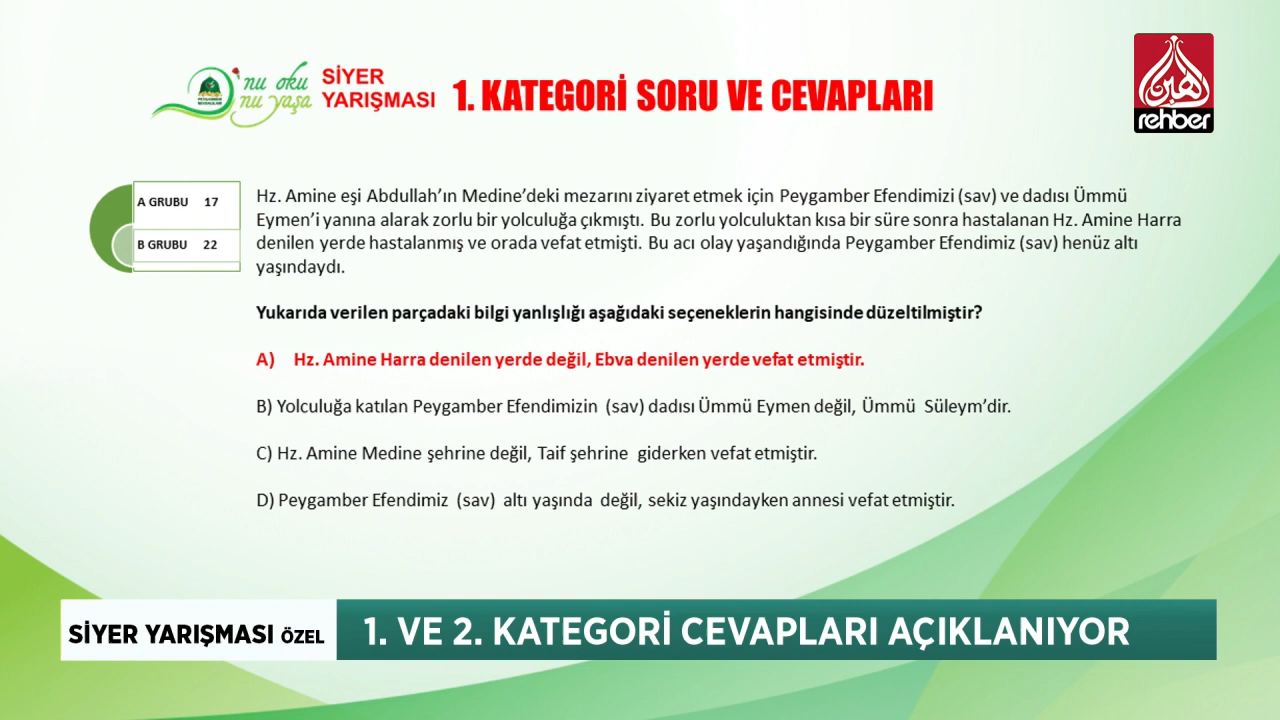 O'nu oku
O'nu yaşa
PEYGAMBER
SEVDALILARI
SİYER
YARIŞMASI
1. KATEGORİ SORU VE CEVAPLARI
رهبر
rehber
A GRUBU 17
B GRUBU 22
Hz. Amine eşi Abdullah’ın Medine’deki mezarını ziyaret etmek için Peygamber Efendimizi (sav) ve dadısı Ümmü
Eymen’i yanına alarak zorlu bir yolculuğa çıkmıştı. Bu zorlu yolculuktan kısa bir süre sonra hastalanan Hz. Amine Harra
denilen yerde hastalanmış ve orada vefat etmişti. Bu acı olay yaşandığında Peygamber Efendimiz (sav) henüz altı
yaşındaydı.
Yukarıda verilen parçadaki bilgi yanlışlığı aşağıdaki seçeneklerin hangisinde düzeltilmiştir?
A) Hz. Amine Harra denilen yerde değil, Ebva denilen yerde vefat etmiştir.
B) Yolculuğa katılan Peygamber Efendimizin (sav) dadısı Ümmü Eymen değil, Ümmü Süleym’dir.
C) Hz. Amine Medine şehrine değil, Taif şehrine giderken vefat etmiştir.
D) Peygamber Efendimiz (sav) altı yaşında değil, sekiz yaşındayken annesi vefat etmiştir.
SİYER YARIŞMASI ÖZEL
1. VE 2. KATEGORİ CEVAPLARI AÇIKLANIYOR